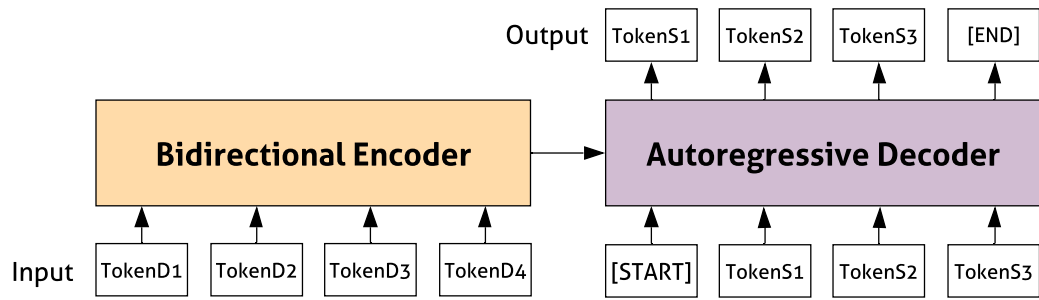 Output TokenS1 TokenS2 TokenS3 [END]
Bidirectional Encoder Autoregressive Decoder
Input TokenD1 TokenD2 TokenD3 TokenD4 [START] TokenS1 TokenS2 TokenS3